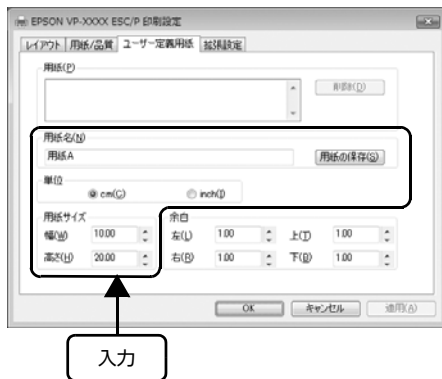 EPSON VP-XXXX ESC/P 印刷設定
レイアウト 用紙/品質 ユーザー定義用紙 拡張設定
用紙(P)
削除(D)
用紙名(N)
用紙A 用紙の保存(S)
単位
cm(C) inch(I)
用紙サイズ 余白
幅(W) 10.00 左(L) 1.00 上(T) 1.00
高さ(H) 20.00 右(R) 1.00 下(B) 1.00
OK キャンセル 適用(A)
入力